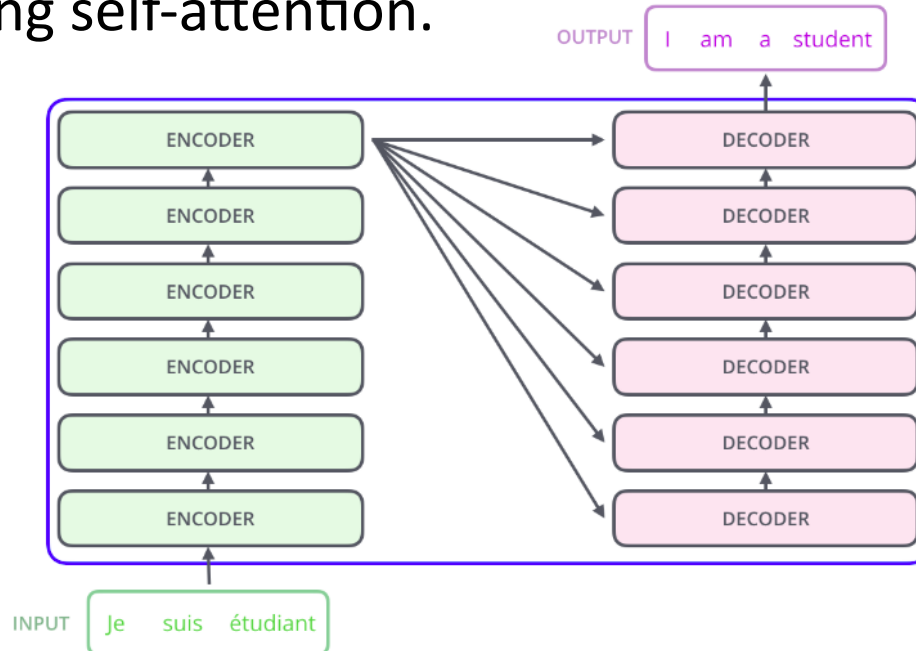 ng self-attention.
OUTPUT I am a student
ENCODER DECODER
ENCODER DECODER
ENCODER DECODER
ENCODER DECODER
ENCODER DECODER
ENCODER DECODER
INPUT Je suis étudiant